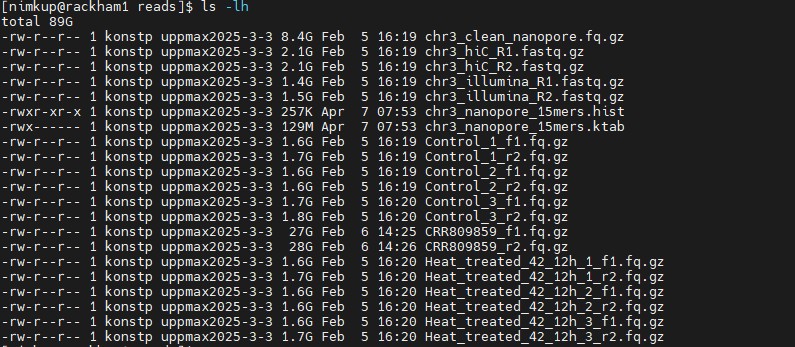 [nimkup@rackham1 reads]$ ls -lh
total 89G
-rw-r--r-- 1 konstp uppmax2025-3-3 8.4G Feb  5 16:19 chr3_clean_nanopore.fq.gz
-rw-r--r-- 1 konstp uppmax2025-3-3 2.1G Feb  5 16:19 chr3_hiC_R1.fastq.gz
-rw-r--r-- 1 konstp uppmax2025-3-3 2.1G Feb  5 16:19 chr3_hiC_R2.fastq.gz
-rw-r--r-- 1 konstp uppmax2025-3-3 1.4G Feb  5 16:19 chr3_illumina_R1.fastq.gz
-rw-r--r-- 1 konstp uppmax2025-3-3 1.5G Feb  5 16:19 chr3_illumina_R2.fastq.gz
-rwxr-xr-x 1 konstp uppmax2025-3-3 257K Apr  7 07:53 chr3_nanopore_15mers.hist
-rwx------ 1 konstp uppmax2025-3-3 129M Apr  7 07:53 chr3_nanopore_15mers.ktab
-rw-r--r-- 1 konstp uppmax2025-3-3 1.6G Feb  5 16:19 Control_1_f1.fq.gz
-rw-r--r-- 1 konstp uppmax2025-3-3 1.7G Feb  5 16:19 Control_1_r2.fq.gz
-rw-r--r-- 1 konstp uppmax2025-3-3 1.6G Feb  5 16:19 Control_2_f1.fq.gz
-rw-r--r-- 1 konstp uppmax2025-3-3 1.6G Feb  5 16:19 Control_2_r2.fq.gz
-rw-r--r-- 1 konstp uppmax2025-3-3 1.7G Feb  5 16:20 Control_3_f1.fq.gz
-rw-r--r-- 1 konstp uppmax2025-3-3 1.8G Feb  5 16:20 Control_3_r2.fq.gz
-rw-r--r-- 1 konstp uppmax2025-3-3  27G Feb  6 14:25 CRR809859_f1.fq.gz
-rw-r--r-- 1 konstp uppmax2025-3-3  28G Feb  6 14:26 CRR809859_r2.fq.gz
-rw-r--r-- 1 konstp uppmax2025-3-3 1.6G Feb  5 16:20 Heat_treated_42_12h_1_f1.fq.gz
-rw-r--r-- 1 konstp uppmax2025-3-3 1.7G Feb  5 16:20 Heat_treated_42_12h_1_r2.fq.gz
-rw-r--r-- 1 konstp uppmax2025-3-3 1.6G Feb  5 16:20 Heat_treated_42_12h_2_f1.fq.gz
-rw-r--r-- 1 konstp uppmax2025-3-3 1.6G Feb  5 16:20 Heat_treated_42_12h_2_r2.fq.gz
-rw-r--r-- 1 konstp uppmax2025-3-3 1.6G Feb  5 16:20 Heat_treated_42_12h_3_f1.fq.gz
-rw-r--r-- 1 konstp uppmax2025-3-3 1.7G Feb  5 16:20 Heat_treated_42_12h_3_r2.fq.gz